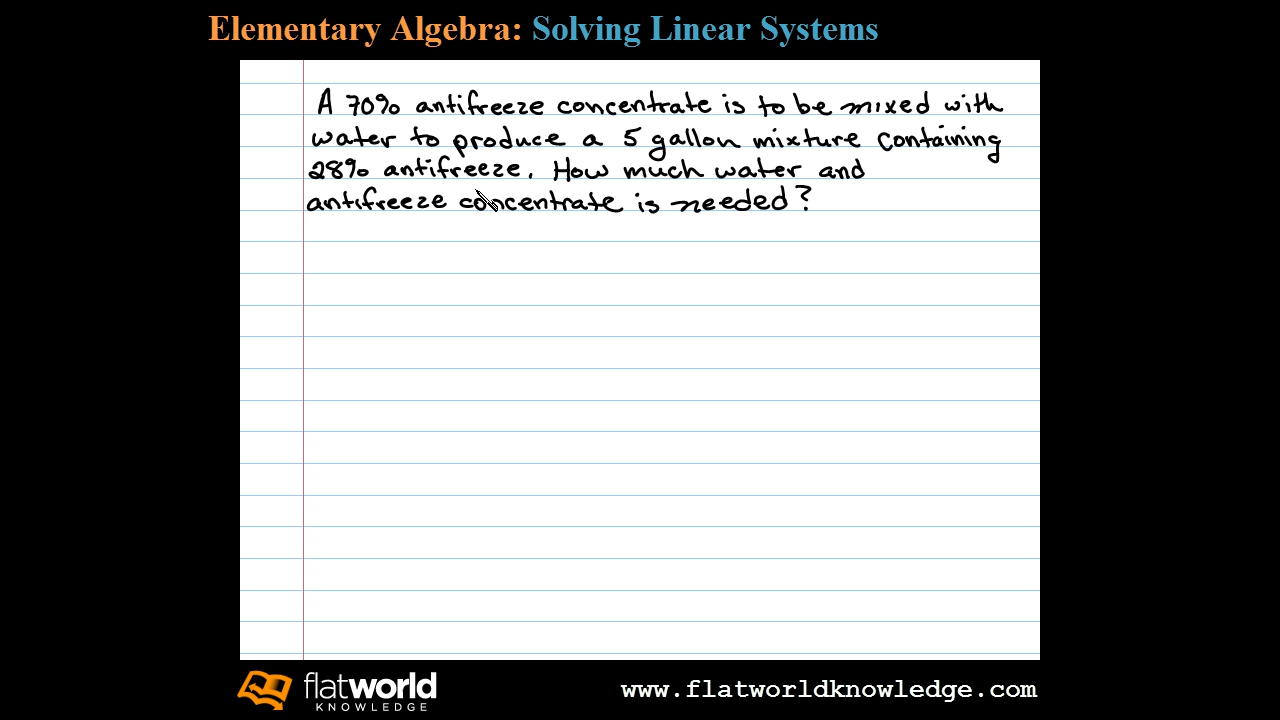 Elementary Algebra: Solving Linear Systems
A 70% antifreeze concentrate is to be mixed with
water to produce a 5 gallon mixture containing
28% antifreeze. How much water and
antifreeze concentrate is needed?
flatworld
KNOWLEDGE
www.flatworldknowledge.com